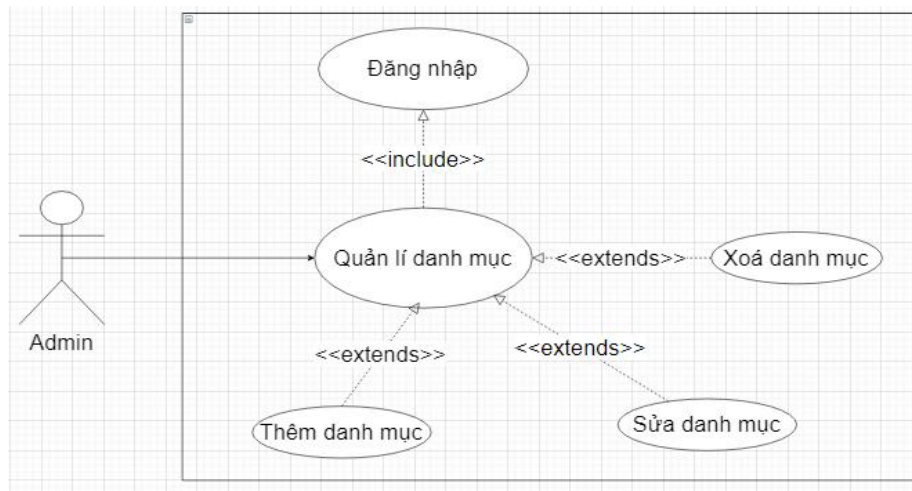 Đăng nhập
<<include>>
Quản lí danh mục
<<extends>>
Xoá danh mục
Admin
<<extends>>
<<extends>>
Thêm danh mục
Sửa danh mục